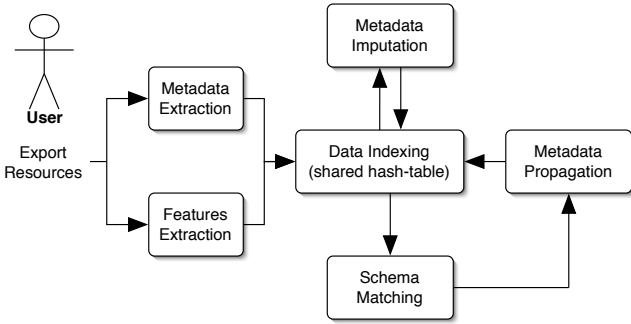 User
Export
Resources
Metadata
Extraction
Features
Extraction
Metadata
Imputation
Data Indexing
(shared hash-table)
Schema
Matching
Metadata
Propagation